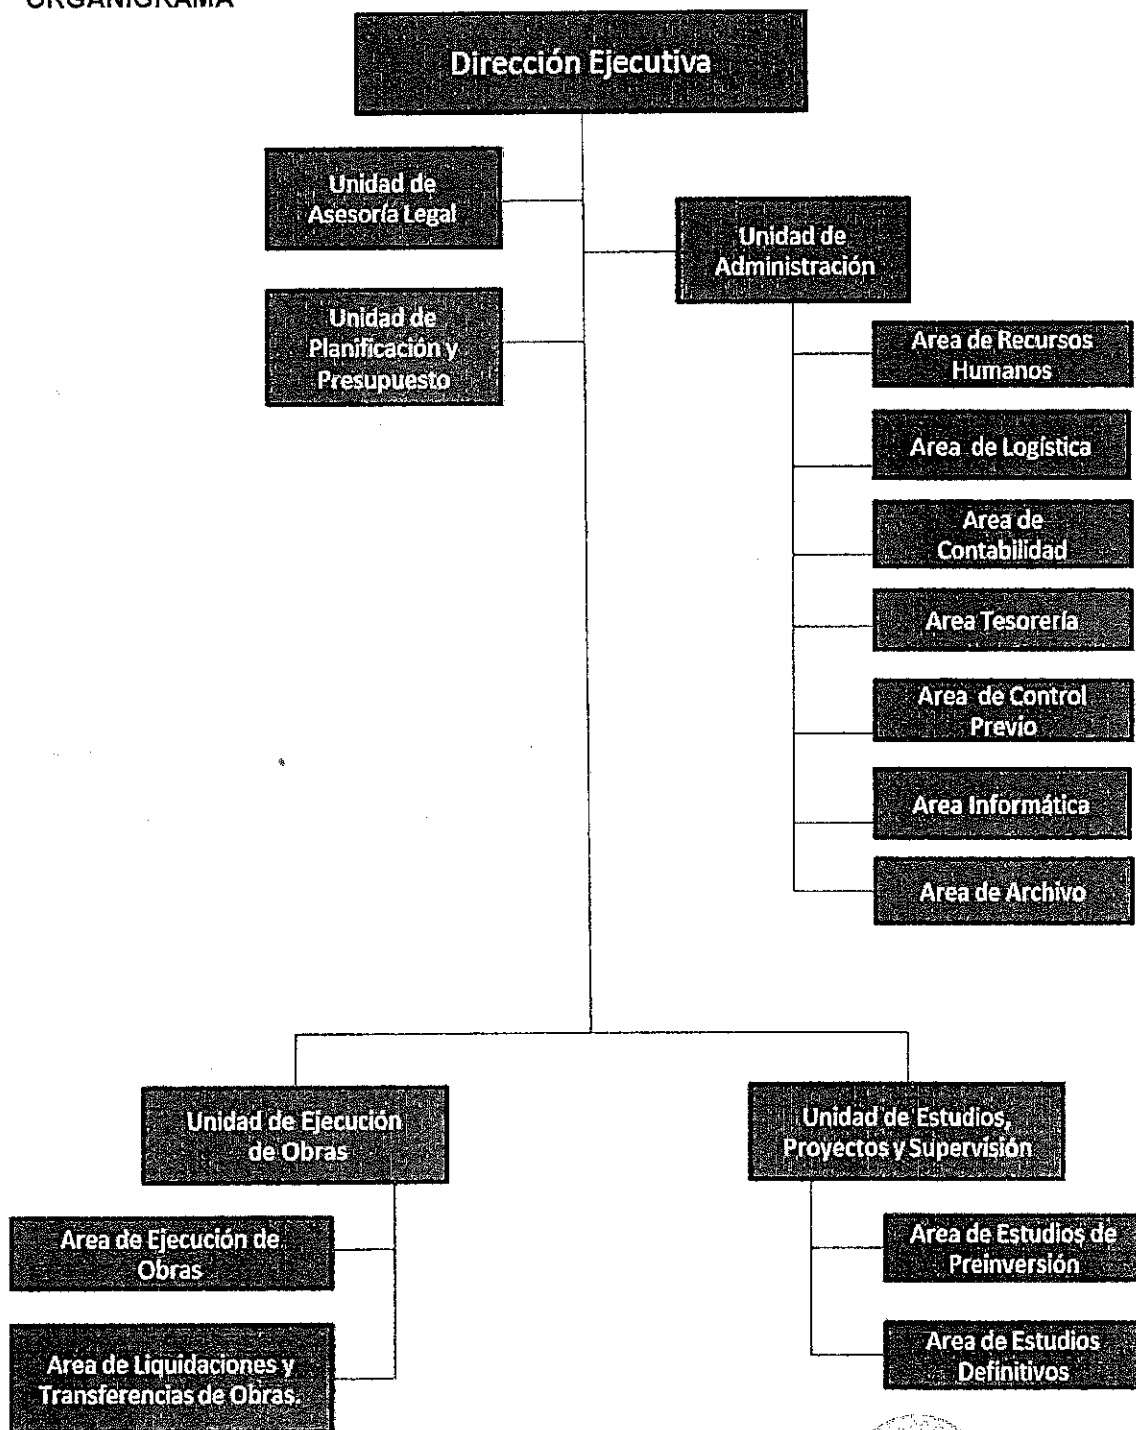 ORGANIGRAMA
Dirección Ejecutiva
Unidad de
Asesoría Legal
Unidad de
Administración
Unidad de
Planificación y
Presupuesto
Area de Recursos
Humanos
Area de Logística
Area de
Contabilidad
Area Tesorería
Area de Control
Previo
Area Informática
Area de Archivo
Unidad de Ejecución
de Obras
Unidad de Estudios,
Proyectos y Supervisión
Area de Ejecución de
Obras
Area de Estudios de
Preinversión
Area de Liquidaciones y
Transferencias de Obras.
Area de Estudios
Definitivos